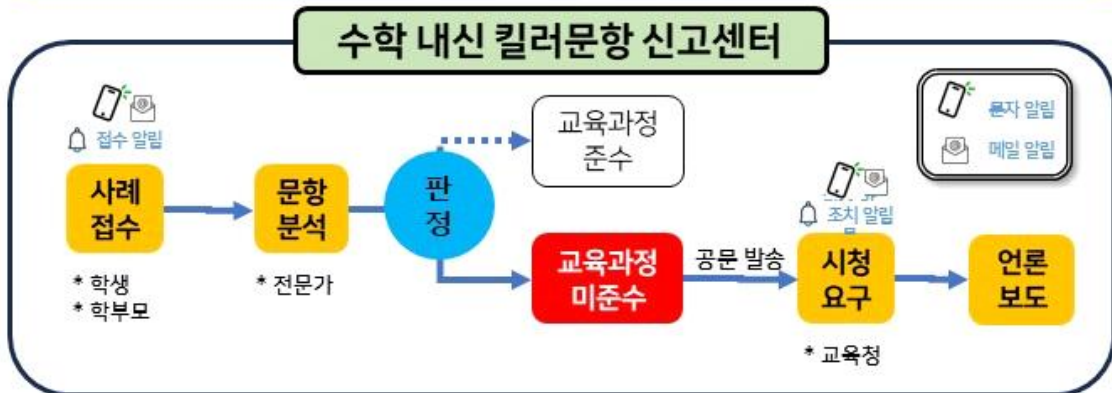 수학 내신 킬러문항 신고센터
접수 알림
문자 알림
메일 알림
사례
접수
* 학생
* 학부모
문항
분석
* 전문가
판
정
교육과정
준수
교육과정
미준수
공문 발송
조치 알림
시청
요구
* 교육청
언론
보도